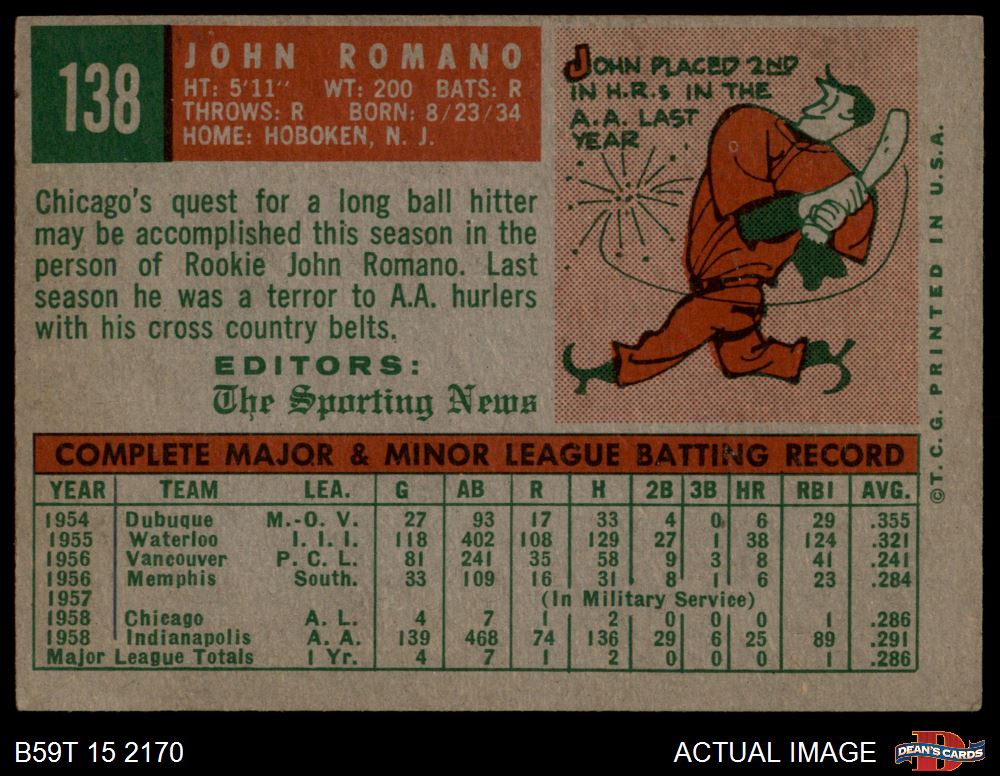 138
JOHN ROMANO
HT: 5'11" WT: 200 BATS: R
THROWS: R BORN: 8/23/34
HOME: HOBOKEN, N. J.
JOHN PLACED 2ND
IN H.R.s IN THE
A.A. LAST
YEAR
Chicago's quest for a long ball hitter
may be accomplished this season in the
person of Rookie John Romano. Last
season he was a terror to A.A. hurlers
with his cross country belts.
EDITORS:
The Sporting News
©T. C. G. PRINTED IN U.S.A.
COMPLETE MAJOR & MINOR LEAGUE BATTING RECORD
YEAR TEAM LEA. G AB R H 2B 3B HR RBI AVG.
1954 Dubuque M.-O. V. 27 93 17 33 4 0 6 29 .355
1955 Waterloo I. I. I. 118 402 108 129 27 1 38 124 .321
1956 Vancouver P. C. L. 81 241 35 58 9 3 8 41 .241
1956 Memphis South. 33 109 16 31 8 1 6 23 .284
1957 (In Military Service)
1958 Chicago A. L. 4 7 1 2 0 0 0 1 .286
1958 Indianapolis A. A. 139 468 74 136 29 6 25 89 .291
Major League Totals 1 Yr. 4 7 1 2 0 0 0 1 .286
B59T 15 2170
ACTUAL IMAGE
D
DEAN'S CARDS